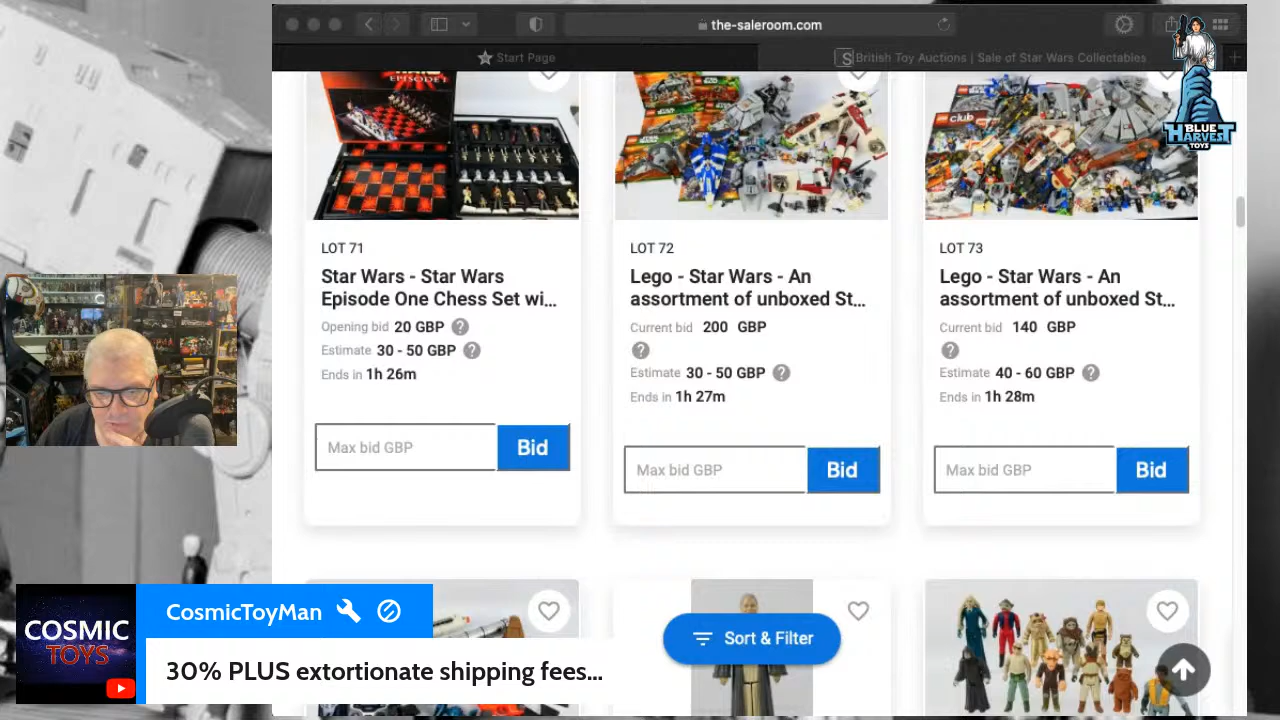 the-saleroom.com
Start Page
British Toy Auctions | Sale of Star Wars Collectables
BLUE
HARVEST
TOYS
EPISODE I
club
LOT 71
Star Wars - Star Wars
Episode One Chess Set wi...
Opening bid 20 GBP
Estimate 30 - 50 GBP
Ends in 1h 26m
Max bid GBP
Bid
LOT 72
Lego - Star Wars - An
assortment of unboxed St...
Current bid 200 GBP
Estimate 30 - 50 GBP
Ends in 1h 27m
Max bid GBP
Bid
LOT 73
Lego - Star Wars - An
assortment of unboxed St...
Current bid 140 GBP
Estimate 40 - 60 GBP
Ends in 1h 28m
Max bid GBP
Bid
Sort & Filter
COSMIC
TOYS
CosmicToyMan
30% PLUS extortionate shipping fees...